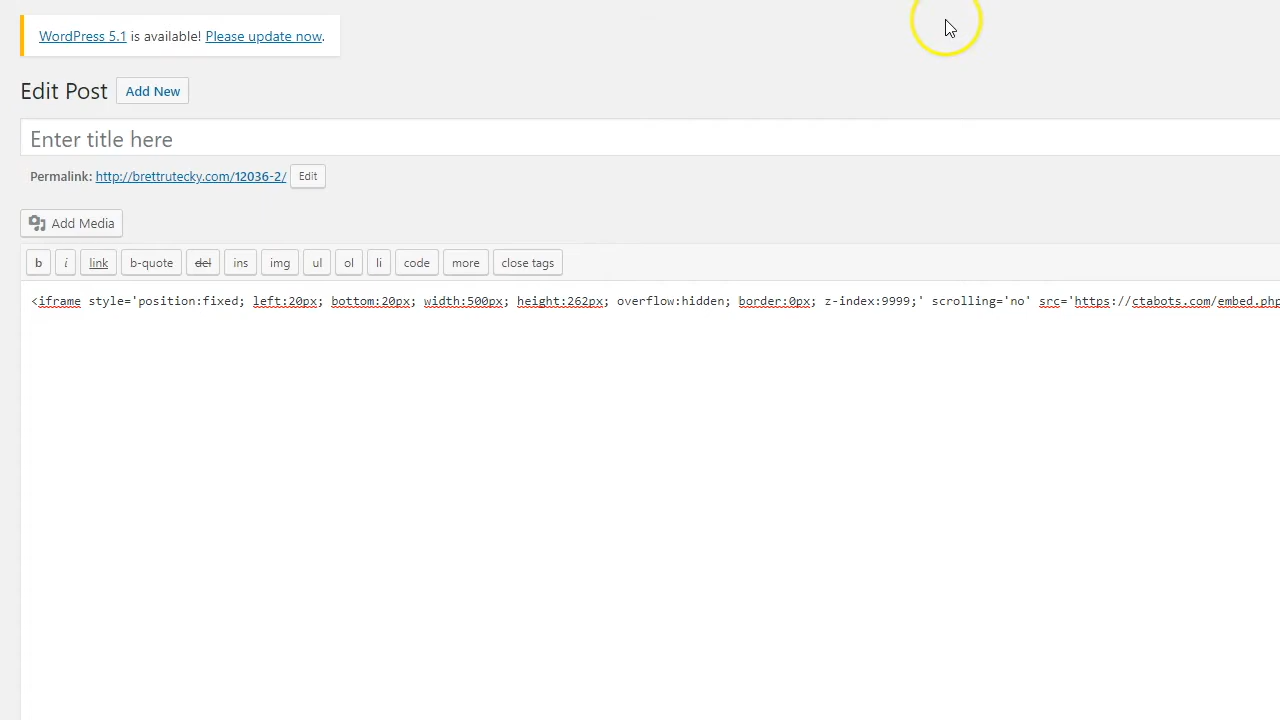 WordPress 5.1 is available! Please update now.
Edit Post Add New
Enter title here
Permalink: http://brettrutecky.com/12036-2/ Edit
Add Media
b i link b-quote del ins img ul ol li code more close tags
<iframe style='position:fixed; left:20px; bottom:20px; width:500px; height:262px; overflow:hidden; border:0px; z-index:9999;' scrolling='no' src='https://ctabots.com/embed.php